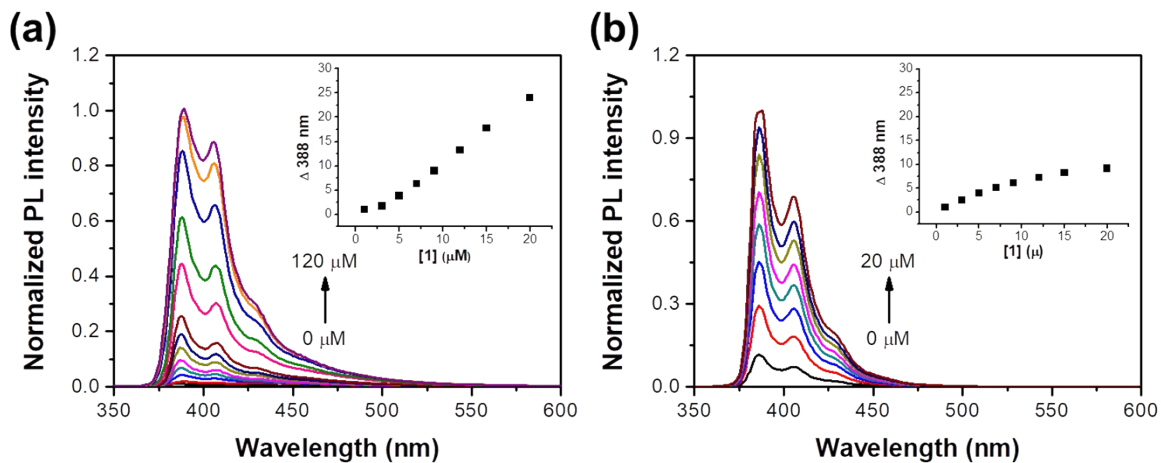 (a)
Normalized PL intensity
1.2
1.0
0.8
0.6
0.4
0.2
0.0
350 400 450 500 550 600
Wavelength (nm)
120 μM
0 μM
Δ 388 nm
30
25
20
15
10
5
0
0 5 10 15 20
[1] (μM)
(b)
Normalized PL intensity
1.2
0.9
0.6
0.3
0.0
350 400 450 500 550 600
Wavelength (nm)
20 μM
0 μM
Δ 388 nm
30
25
20
15
10
5
0
0 5 10 15 20
[1] (μ)